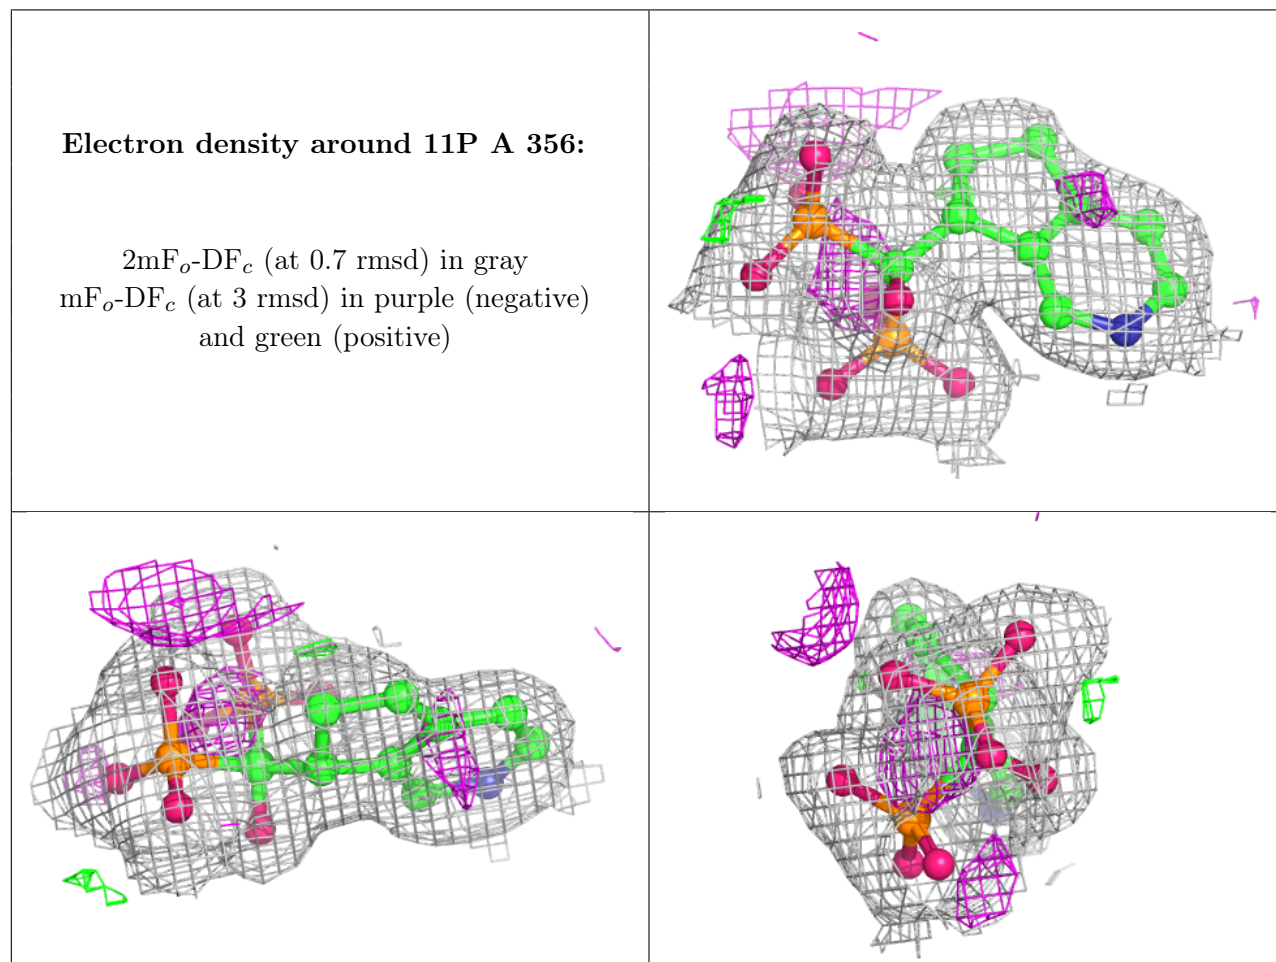 Electron density around 11P A 356:
2mFo-DFc (at 0.7 rmsd) in gray
mFo-DFc (at 3 rmsd) in purple (negative)
and green (positive)